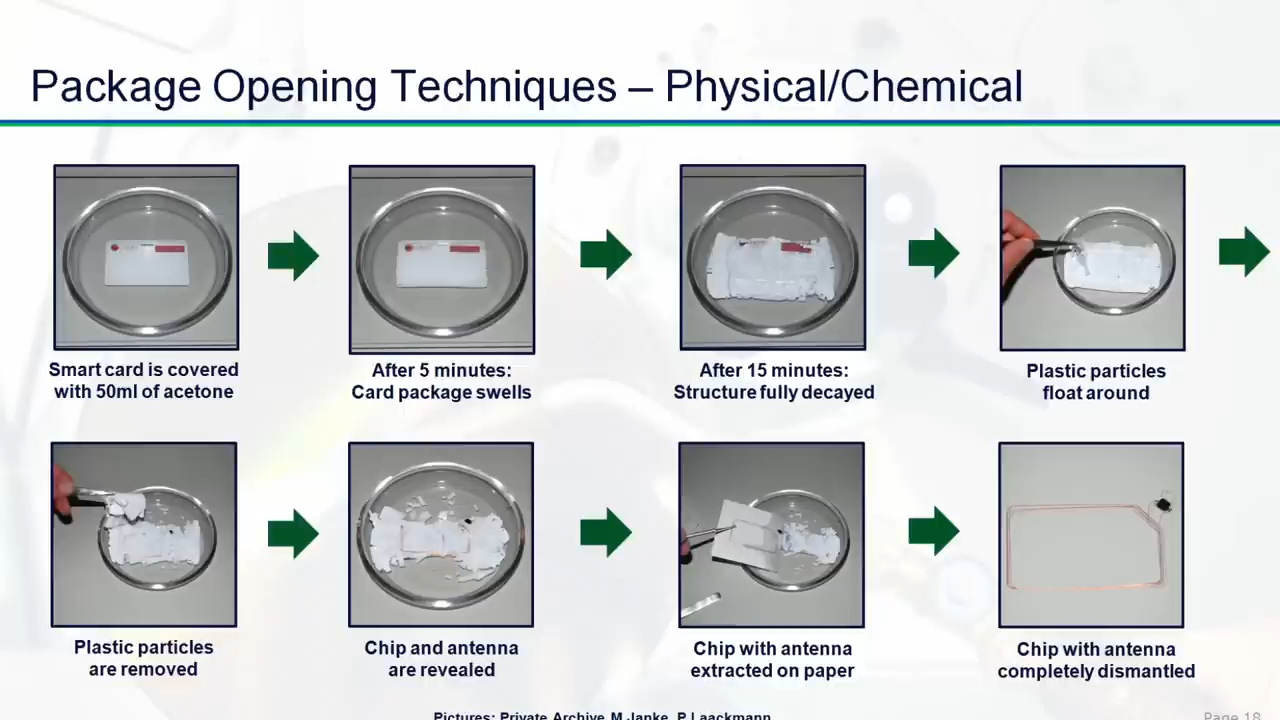 Package Opening Techniques – Physical/Chemical
Smart card is covered
with 50ml of acetone
After 5 minutes:
Card package swells
After 15 minutes:
Structure fully decayed
Plastic particles
float around
Plastic particles
are removed
Chip and antenna
are revealed
Chip with antenna
extracted on paper
Chip with antenna
completely dismantled
Pictures: Private Archive, M.Janke, P.Laackmann
Page 18